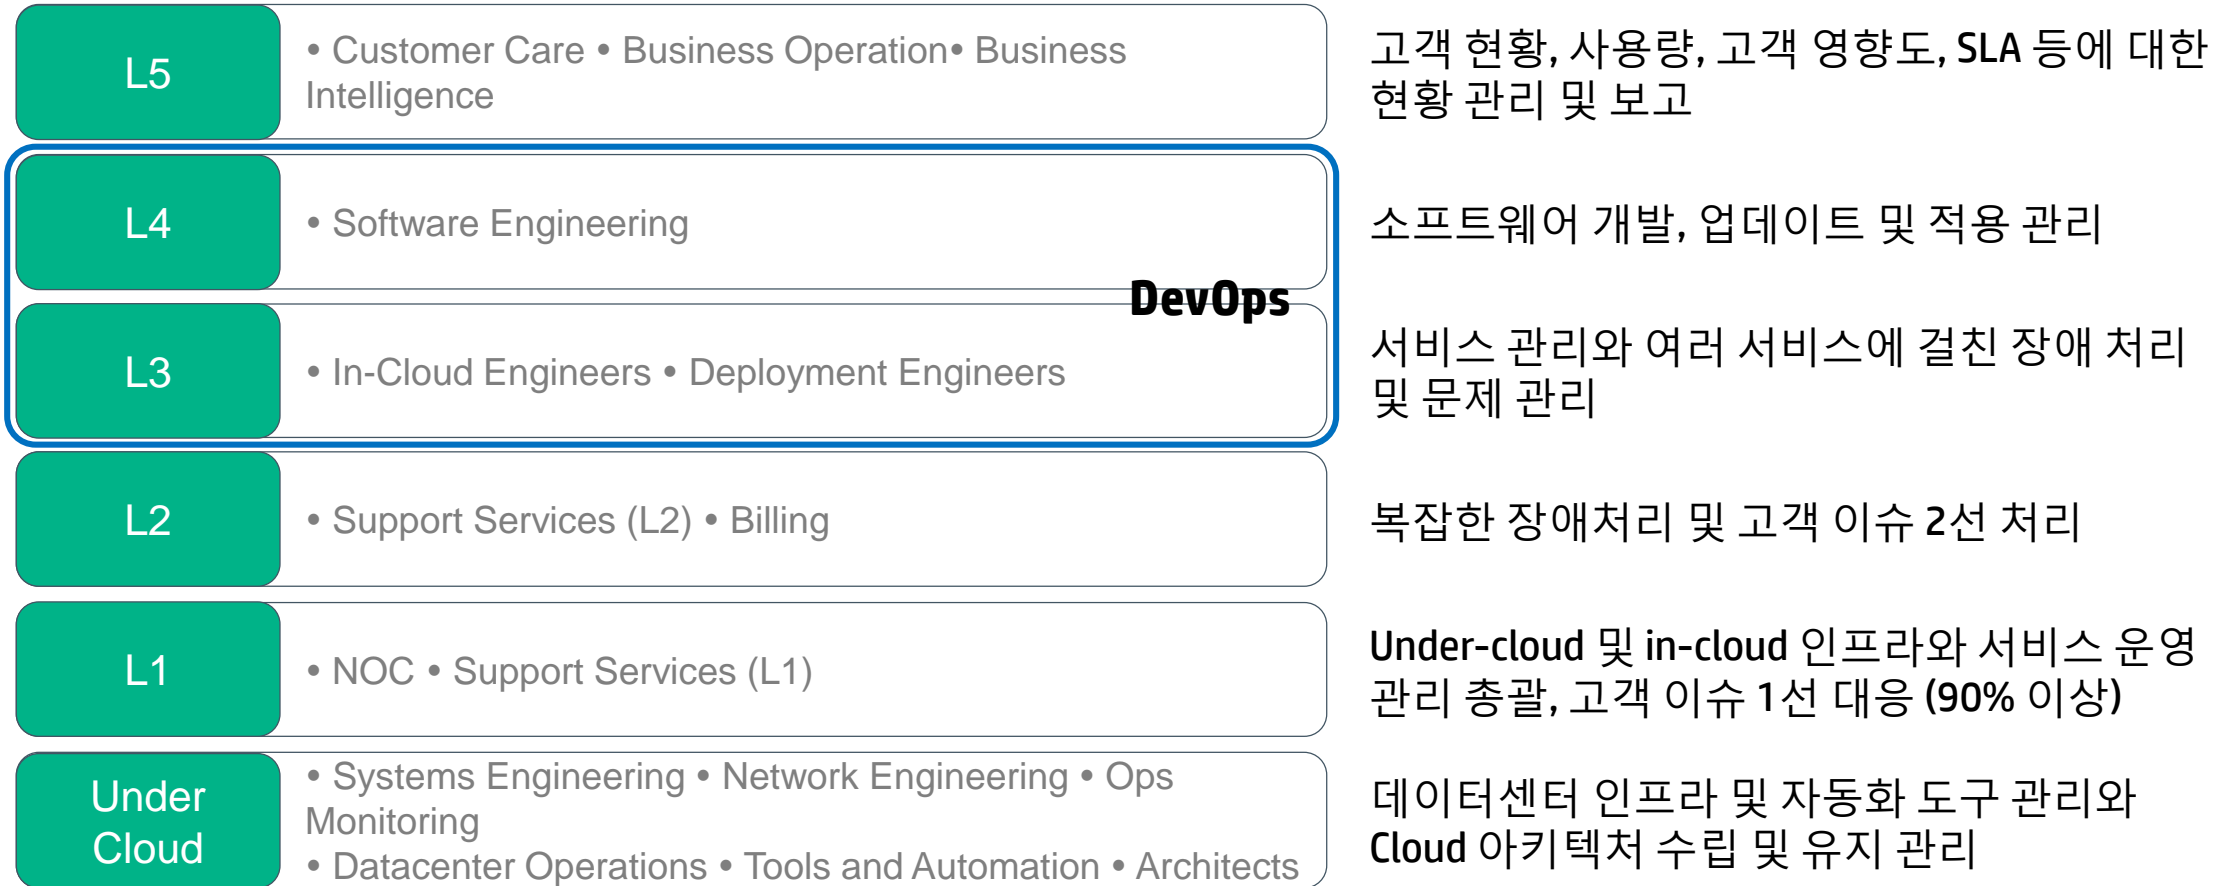 L5
• Customer Care • Business Operation• Business
Intelligence
고객 현황, 사용량, 고객 영향도, SLA 등에 대한
현황 관리 및 보고
L4
• Software Engineering
소프트웨어 개발, 업데이트 및 적용 관리
DevOps
L3
• In-Cloud Engineers • Deployment Engineers
서비스 관리와 여러 서비스에 걸친 장애 처리
및 문제 관리
L2
• Support Services (L2) • Billing
복잡한 장애처리 및 고객 이슈 2선 처리
L1
• NOC • Support Services (L1)
Under-cloud 및 in-cloud 인프라와 서비스 운영
관리 총괄, 고객 이슈 1선 대응 (90% 이상)
Under
Cloud
• Systems Engineering • Network Engineering • Ops
Monitoring
• Datacenter Operations • Tools and Automation • Architects
데이터센터 인프라 및 자동화 도구 관리와
Cloud 아키텍처 수립 및 유지 관리